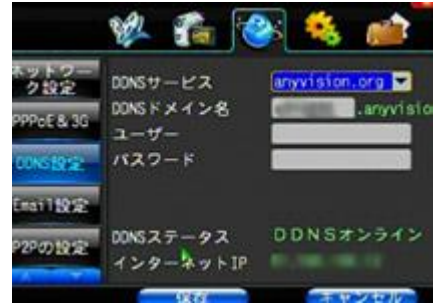 ネットワー
ク設定
PPPoE & 3G
DDNS設定
Email設定
P2Pの設定
DDNSサービス
anyvision.org
DDNSドメイン名
.anyvisio
ユーザー
パスワード
DDNSステータス
DDNSオンライン
インターネットIP
保存
キャンセル